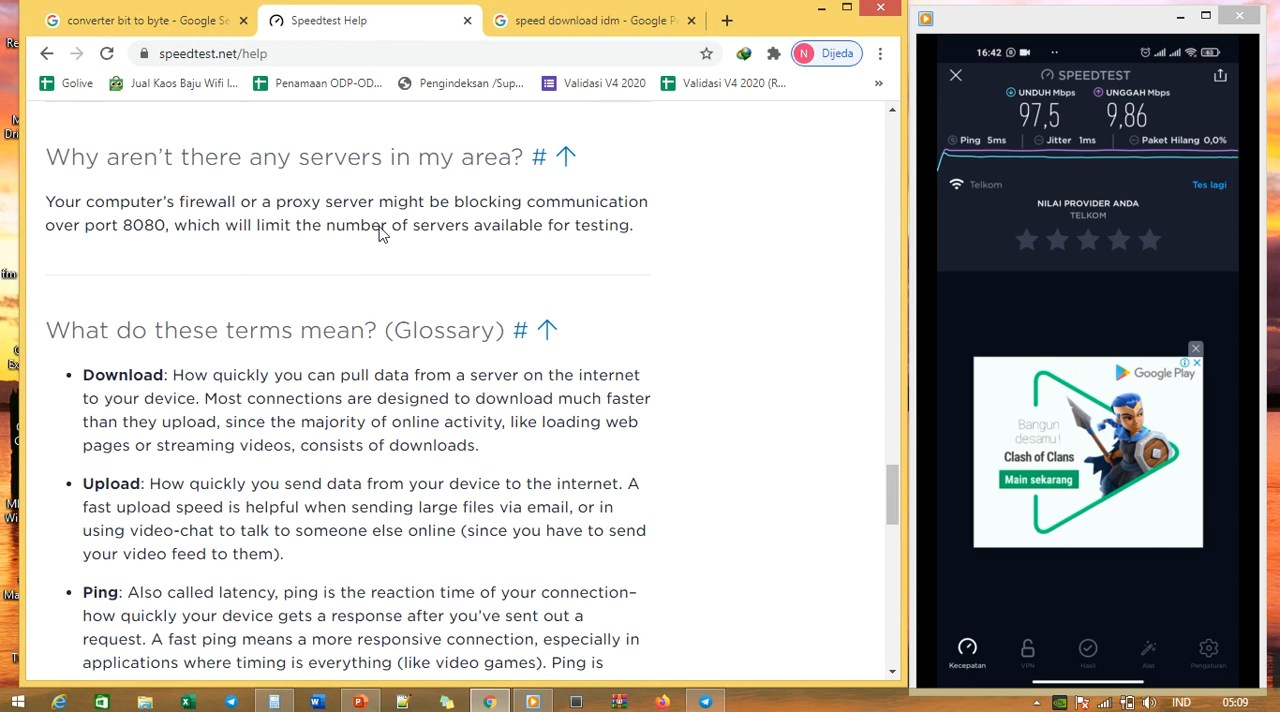 converter bit to byte - Google Se
Speedtest Help
speed download idm - Google P
speedtest.net/help
Dijeda
N
Golive
Jual Kaos Baju Wifi I...
Penamaan ODP-OD...
Pengindeksan /Sup...
Validasi V4 2020
Validasi V4 2020 (R...
»
Why aren't there any servers in my area? #
Your computer's firewall or a proxy server might be blocking communication
over port 8080, which will limit the number of servers available for testing.
What do these terms mean? (Glossary) #
Download: How quickly you can pull data from a server on the internet
to your device. Most connections are designed to download much faster
than they upload, since the majority of online activity, like loading web
pages or streaming videos, consists of downloads.
Upload: How quickly you send data from your device to the internet. A
fast upload speed is helpful when sending large files via email, or in
using video-chat to talk to someone else online (since you have to send
your video feed to them).
Ping: Also called latency, ping is the reaction time of your connection–
how quickly your device gets a response after you've sent out a
request. A fast ping means a more responsive connection, especially in
applications where timing is everything (like video games). Ping is
16:42
63
SPEEDTEST
UNDUH Mbps
UNGGAH Mbps
97,5
9,86
Ping 5ms
Jitter 1ms
Paket Hilang 0,0%
Telkom
Tes lagi
NILAI PROVIDER ANDA
TELKOM
Google Play
Bangun
desamu!
Clash of Clans
Main sekarang
Kecepatan
VPN
Hasil
Alat
Pengaturan
IND
05:09